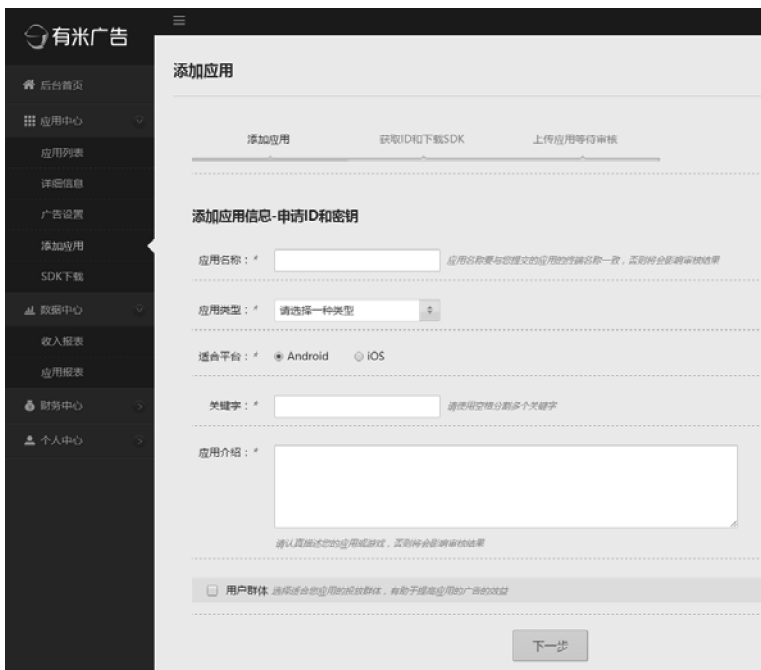 有米广告
后台首页
应用中心
应用列表
详细信息
广告设置
添加应用
SDK下载
数据中心
收入报表
应用报表
财务中心
个人中心
添加应用
添加应用 获取ID和下载SDK 上传应用等待审核
添加应用信息-申请ID和密钥
应用名称：* 应用名称要与您提交的应用的终端名称一致，否则将会影响审核结果
应用类型：* 请选择一种类型
适合平台：* Android iOS
关键字：* 请使用空格分割多个关键字
应用介绍：*
请认真描述您的应用或游戏，否则将会影响审核结果
用户群体 选择适合您应用的投放群体，有助于提高应用的广告的效益
下一步